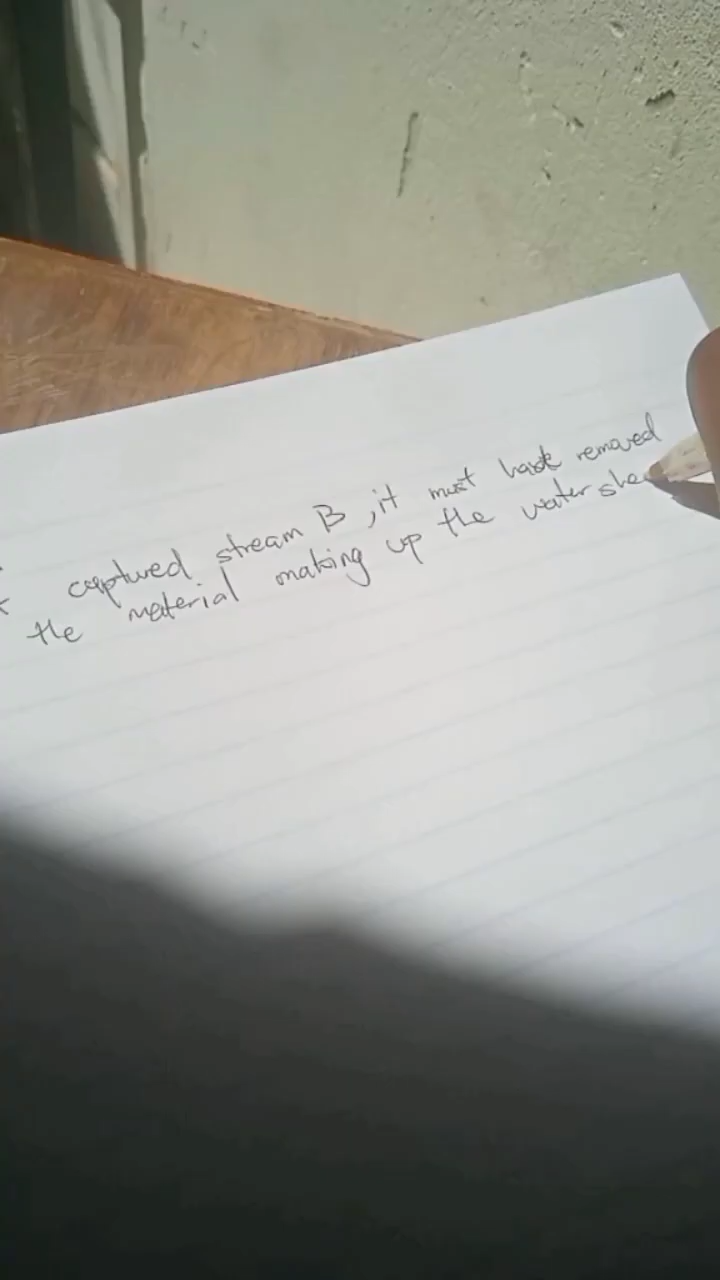 captured stream B, it must have removed
the material making up the watershe